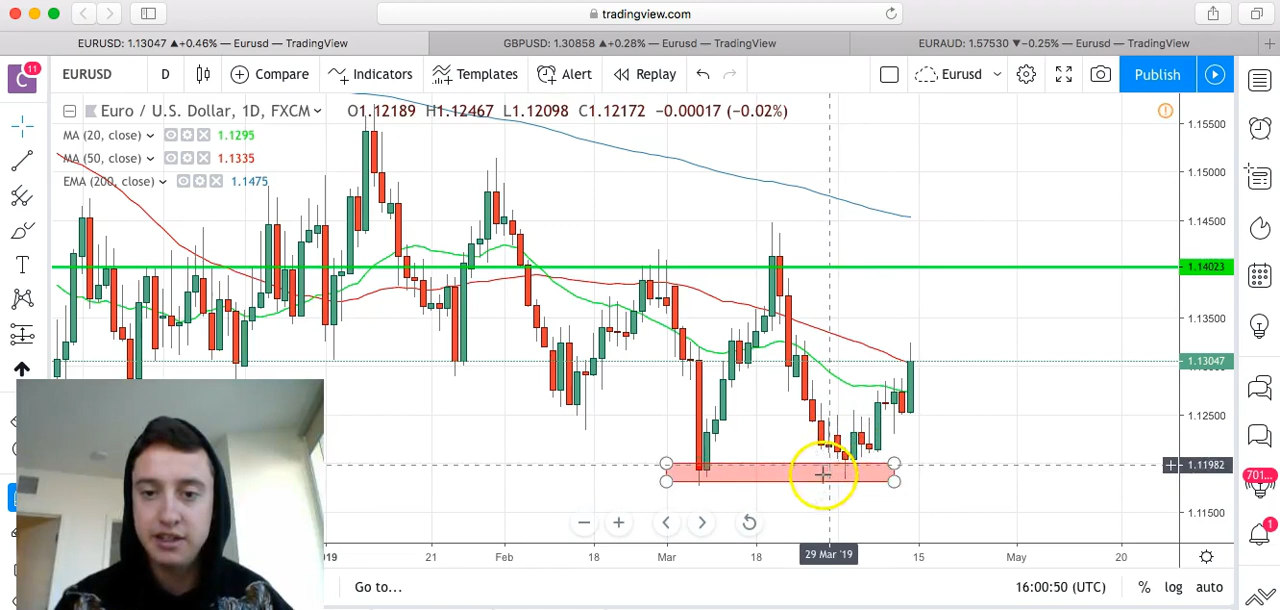 tradingview.com
EURUSD: 1.13047 ▲+0.46% — Eurusd — TradingView
GBPUSD: 1.30858 ▲+0.28% — Eurusd — TradingView
EURAUD: 1.57530 ▼−0.25% — Eurusd — TradingView
C 11
EURUSD D Compare Indicators Templates Alert Replay Eurusd Publish
Euro / U.S. Dollar, 1D, FXCM O1.12189 H1.12467 L1.12098 C1.12172 −0.00017 (−0.02%)
MA (20, close) 1.1295
MA (50, close) 1.1335
EMA (200, close) 1.1475
1.15500
1.15000
1.14500
1.14023
1.13500
1.13047
1.12500
1.11982
1.11500
701...
1
019 21 Feb 18 Mar 18 29 Mar '19 15 May 20
Go to... 16:00:50 (UTC) % log auto